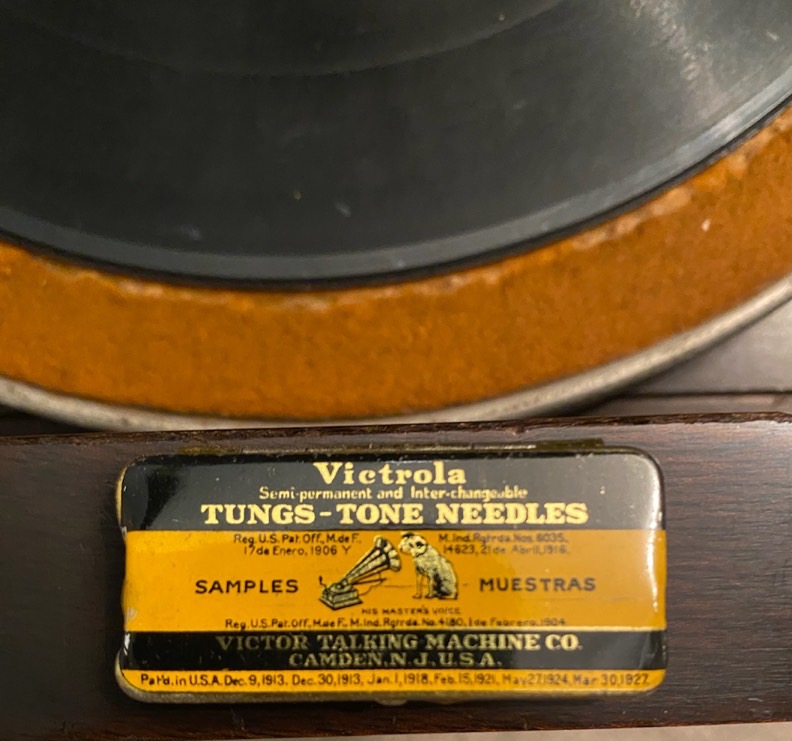 Victrola
Semi-permanent and Inter-changeable
TUNGS-TONE NEEDLES
Reg. U.S. Pat. Off., M. de F. M. Ind. Rgtrda. Nos. 6035,
17 de Enero, 1906 Y 14623, 21 de Abril, 1916.
SAMPLES MUESTRAS
HIS MASTER'S VOICE
Reg. U.S. Pat. Off., M. de F., M. Ind. Rgtrda. No. 4180, 1 de Febrero, 1904
VICTOR TALKING MACHINE CO.
CAMDEN, N.J. U.S.A.
Pat'd. in U.S.A. Dec. 9, 1913. Dec. 30, 1913. Jan. 1, 1918. Feb. 15, 1921. May 27, 1924. Mar. 30, 1927.